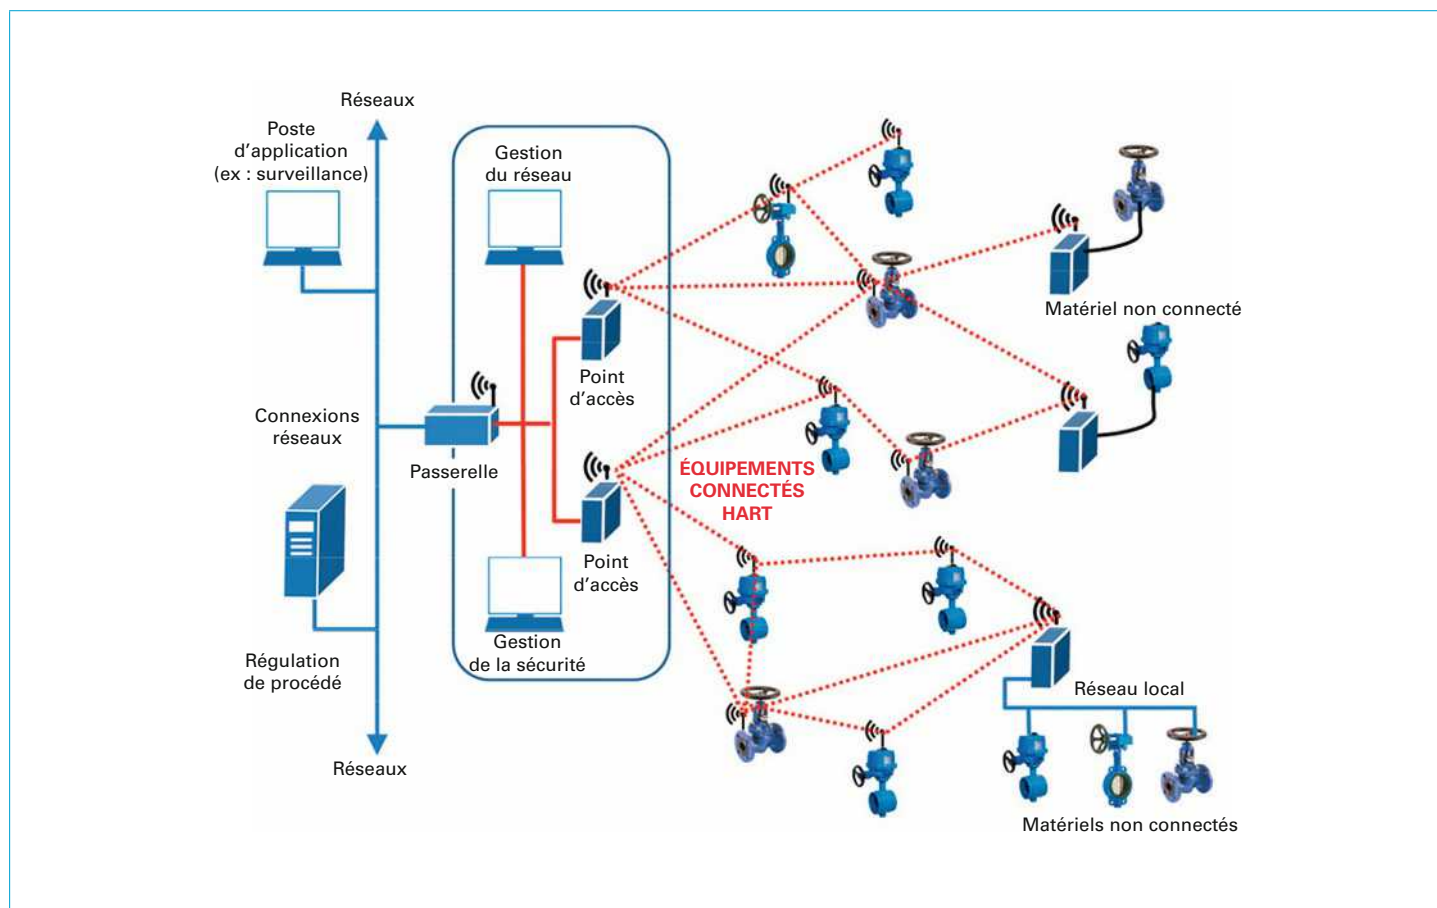 Réseaux
Poste
d'application
(ex : surveillance)
Gestion
du réseau
Matériel non connecté
Point
d'accès
Connexions
réseaux
Passerelle
ÉQUIPEMENTS
CONNECTÉS
HART
Point
d'accès
Gestion
de la sécurité
Régulation
de procédé
Réseau local
Réseaux
Matériels non connectés